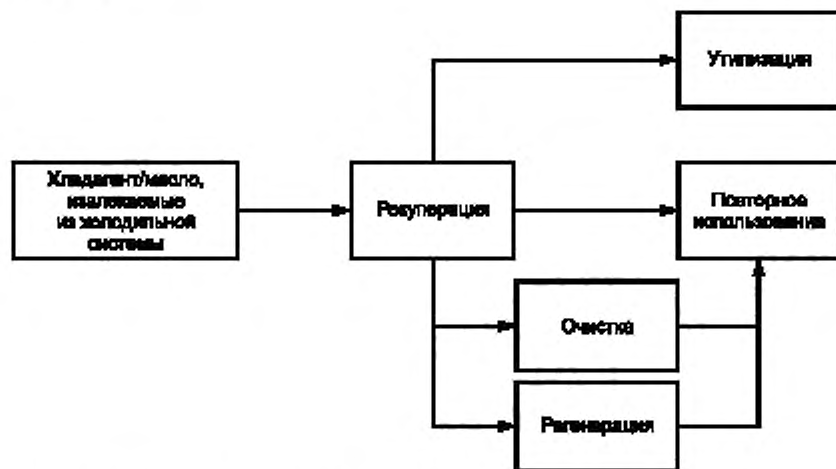 Утилизация
Хладагент/масло,
извлекаемые
из холодильной
системы
Рекуперация
Повторное
использование
Очистка
Регенерация